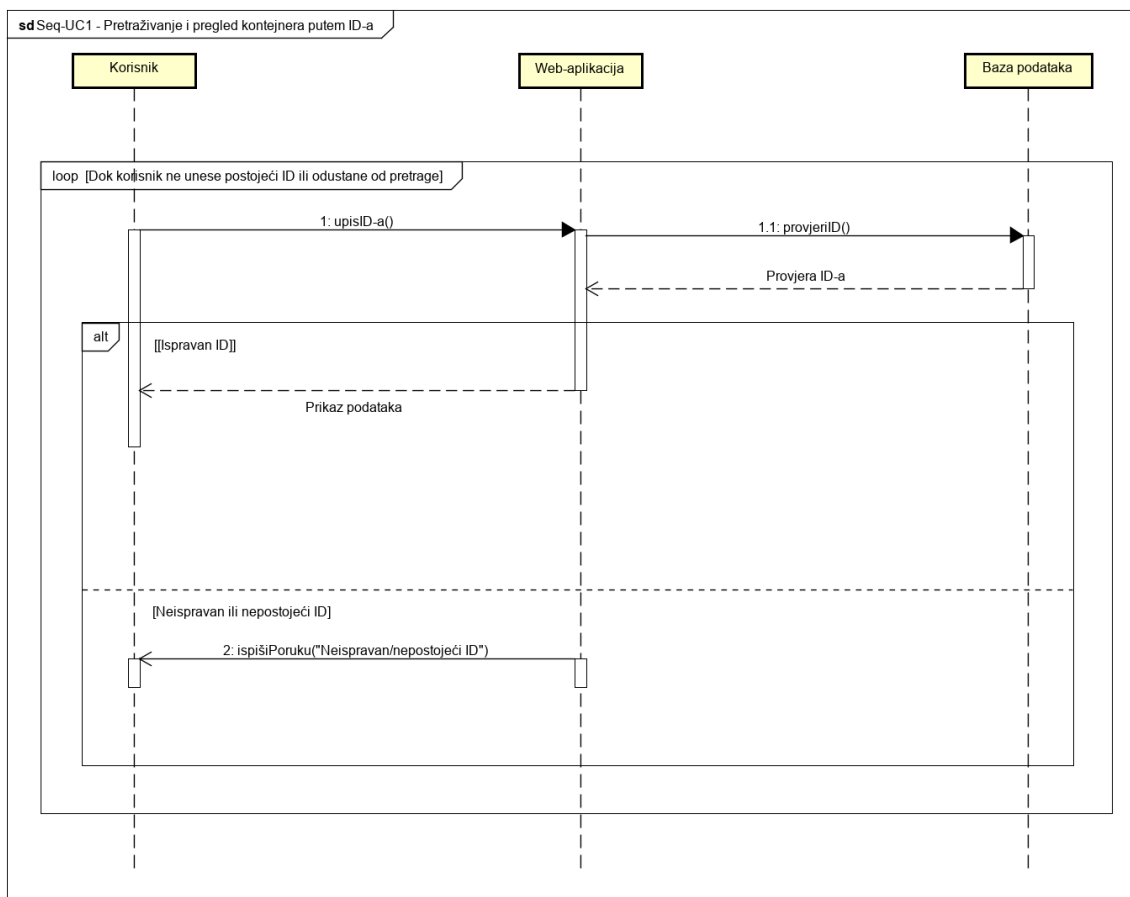 sd Seq-UC1 - Pretraživanje i pregled kontejnera putem ID-a
Korisnik
Web-aplikacija
Baza podataka
loop [Dok korisnik ne unese postojeći ID ili odustane od pretrage]
1: upisID-a()
1.1: provjeriID()
Provjera ID-a
alt
[[Ispravan ID]]
Prikaz podataka
[Neispravan ili nepostojeći ID]
2: ispišiPoruku("Neispravan/nepostojeći ID")